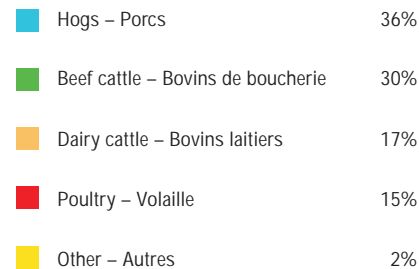 Hogs – Porcs 36%
Beef cattle – Bovins de boucherie 30%
Dairy cattle – Bovins laitiers 17%
Poultry – Volaille 15%
Other – Autres 2%